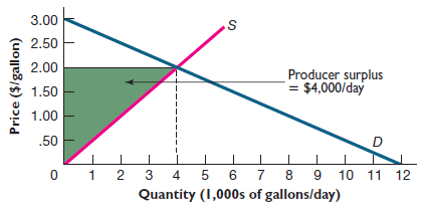 Price ($/gallon)
3.00
2.50
2.00
1.50
1.00
.50
0
S
Producer surplus
= $4,000/day
D
1 2 3 4 5 6 7 8 9 10 11 12
Quantity (1,000s of gallons/day)